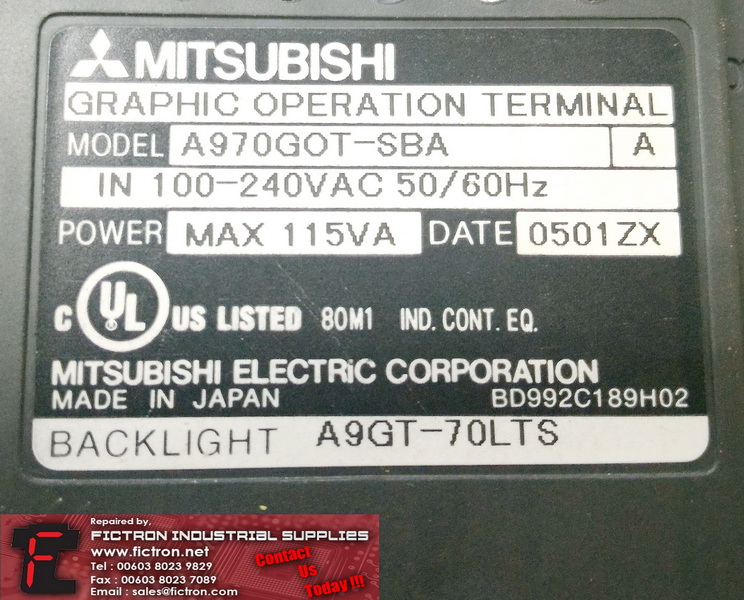 MITSUBISHI
GRAPHIC OPERATION TERMINAL
MODEL A970GOT-SBA A
IN 100-240VAC 50/60Hz
POWER MAX 115VA DATE 0501ZX
C UL US LISTED 80M1 IND. CONT. EQ.
MITSUBISHI ELECTRIC CORPORATION
MADE IN JAPAN BD992C189H02
BACKLIGHT A9GT-70LTS
Repaired by,
FICTRON INDUSTRIAL SUPPLIES
www.fictron.net
Tel : 00603 8023 9829
Fax : 00603 8023 7089
Email : sales@fictron.com
Contact
Us
Today !!!